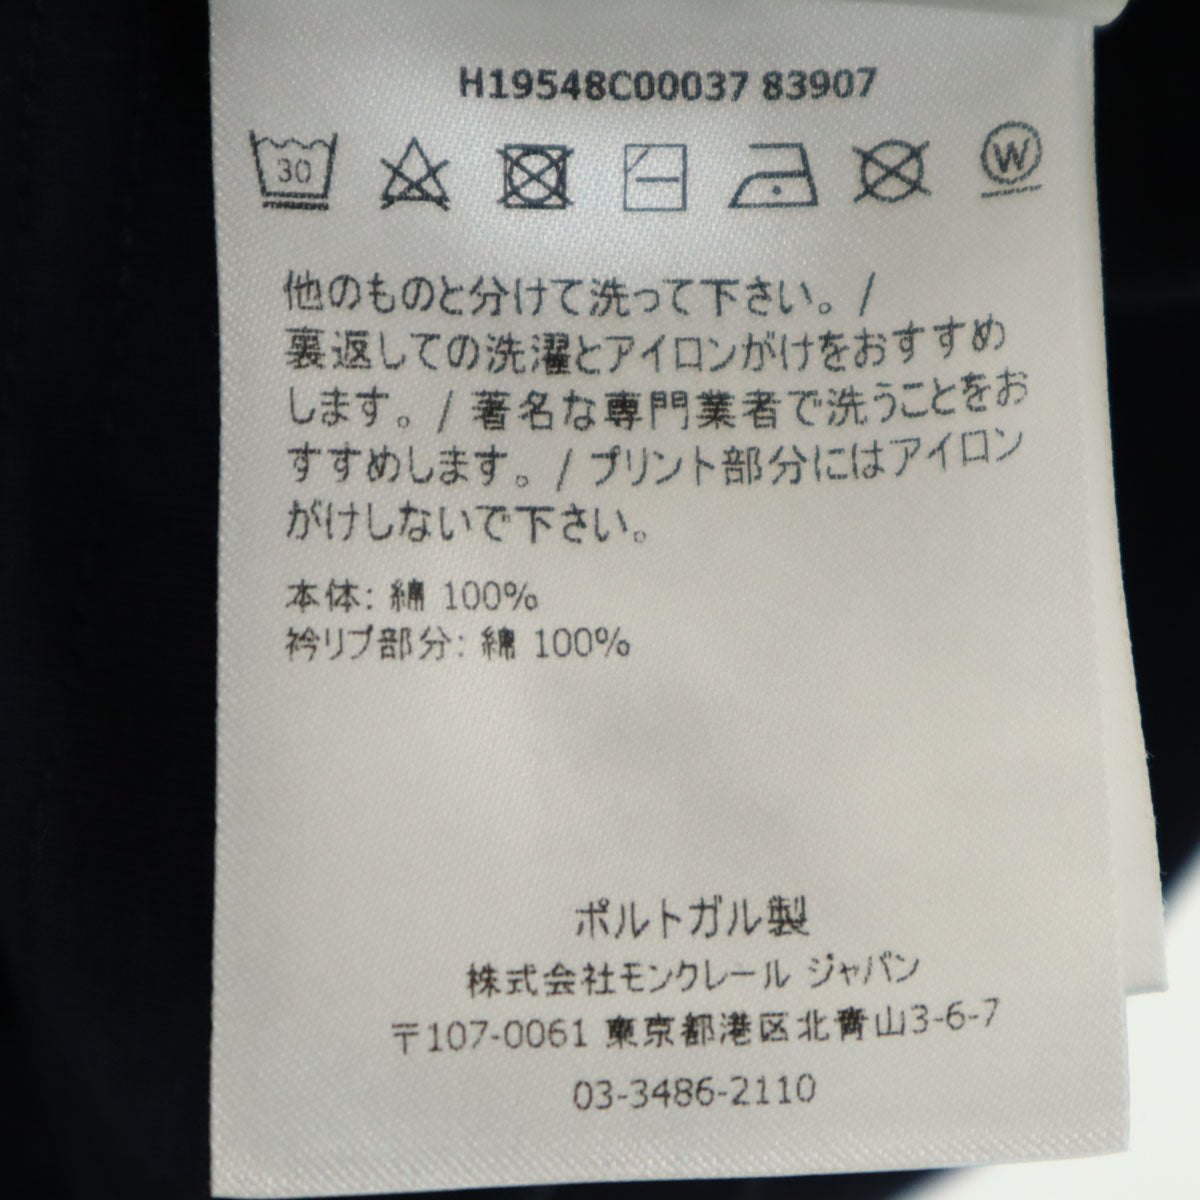 H19548C00037 83907
30 W
他のものと分けて洗って下さい。/
裏返しての洗濯とアイロンがけをおすすめ
します。/ 著名な専門業者で洗うことをお
すすめします。/ プリント部分にはアイロン
がけしないで下さい。
本体: 綿 100%
衿リブ部分: 綿 100%
ポルトガル製
株式会社モンクレール ジャパン
〒107-0061 東京都港区北青山3-6-7
03-3486-2110